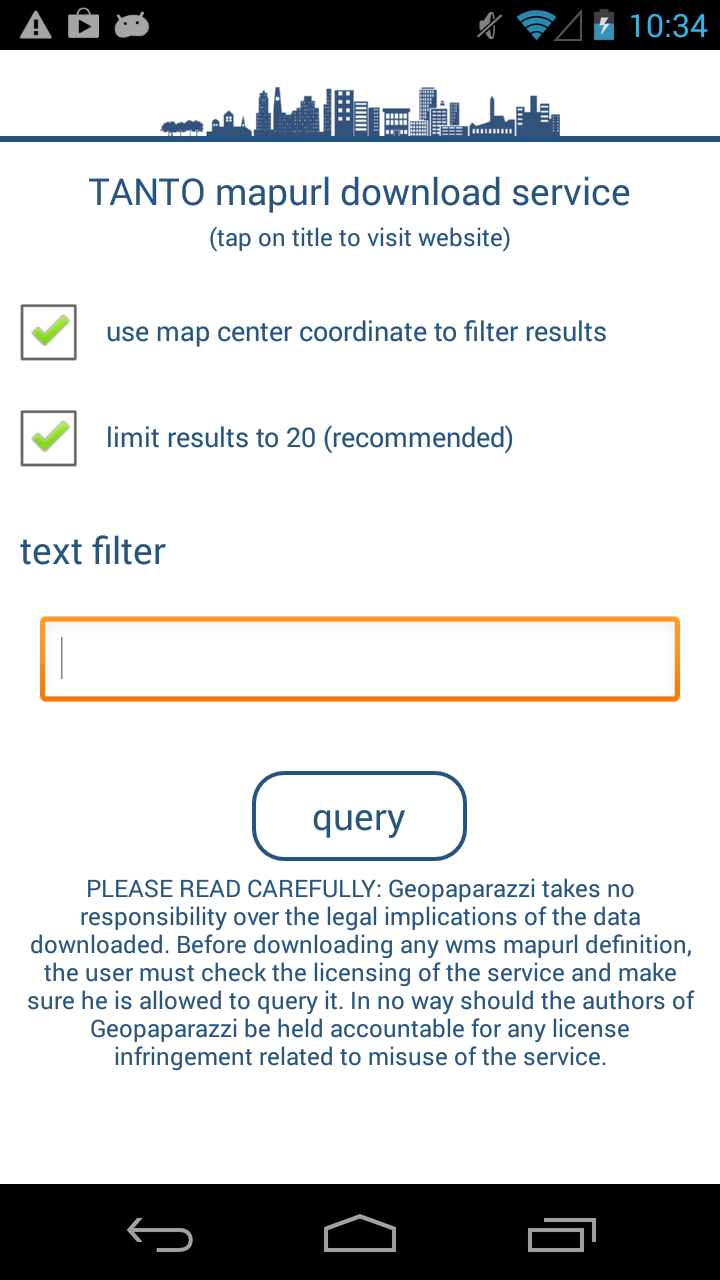 10:34
TANTO mapurl download service
(tap on title to visit website)
use map center coordinate to filter results
limit results to 20 (recommended)
text filter
query
PLEASE READ CAREFULLY: Geopaparazzi takes no
responsibility over the legal implications of the data
downloaded. Before downloading any wms mapurl definition,
the user must check the licensing of the service and make
sure he is allowed to query it. In no way should the authors of
Geopaparazzi be held accountable for any license
infringement related to misuse of the service.